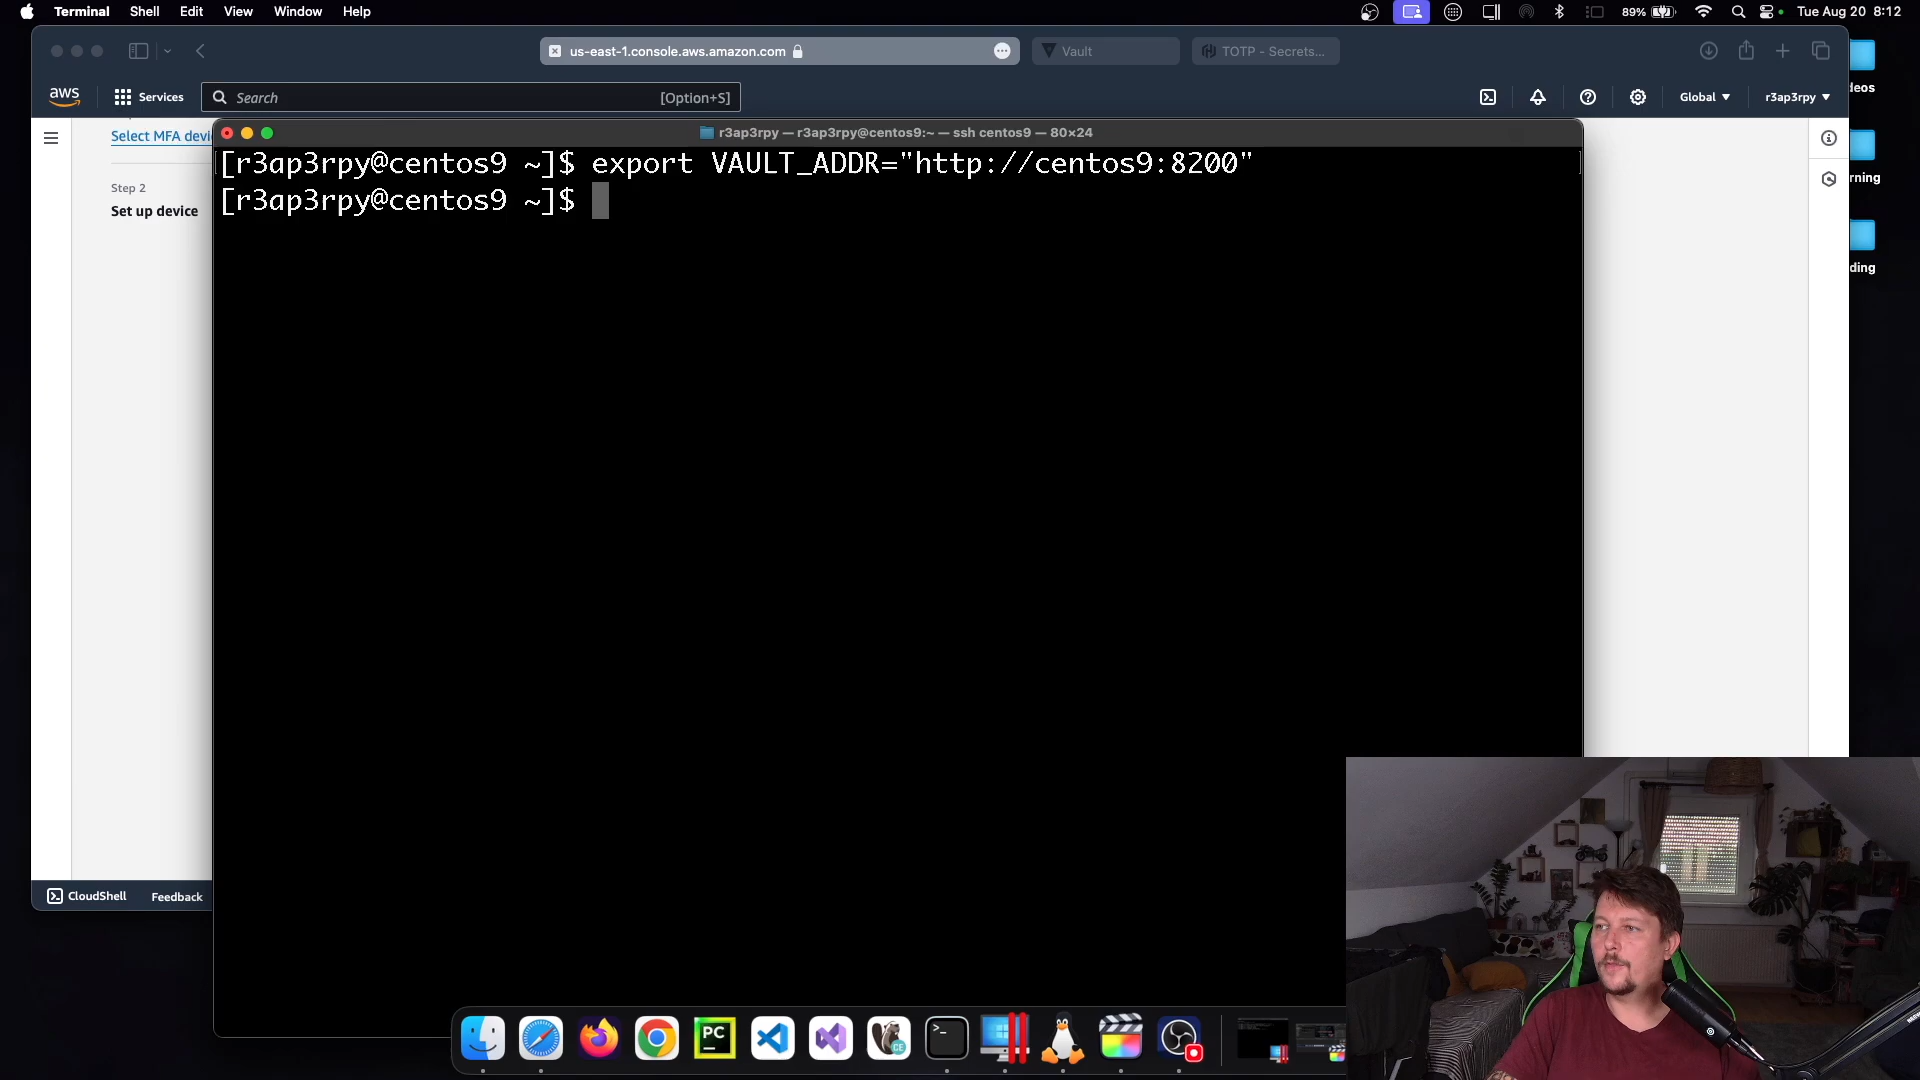 Terminal Shell Edit View Window Help 89% Tue Aug 20 8:12
us-east-1.console.aws.amazon.com Vault TOTP - Secrets...
aws Services Search [Option+S] Global r3ap3rpy
Select MFA devi
r3ap3rpy — r3ap3rpy@centos9:~ — ssh centos9 — 80×24
[r3ap3rpy@centos9 ~]$ export VAULT_ADDR="http://centos9:8200"
[r3ap3rpy@centos9 ~]$
Step 2
Set up device
deos
rning
ding
CloudShell Feedback
PC
CE